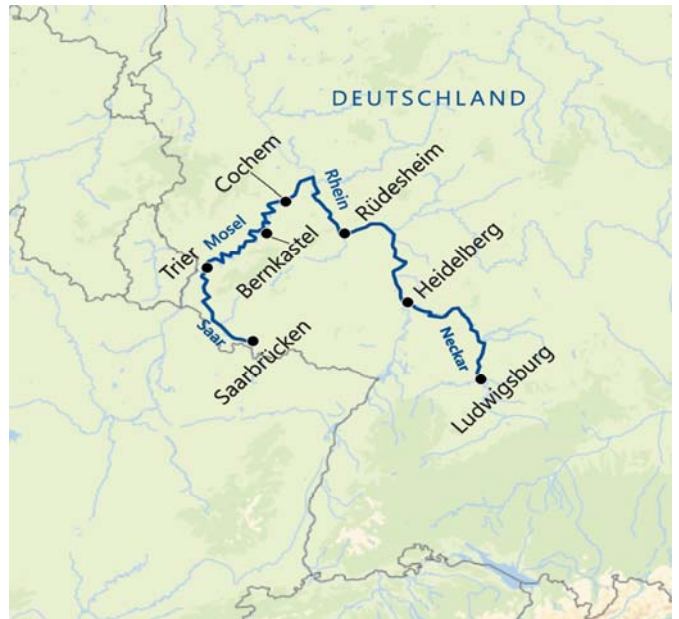 DEUTSCHLAND
Cochem
Rhein
Rüdesheim
Mosel
Trier
Bernkastel
Heidelberg
Saar
Saarbrücken
Neckar
Ludwigsburg